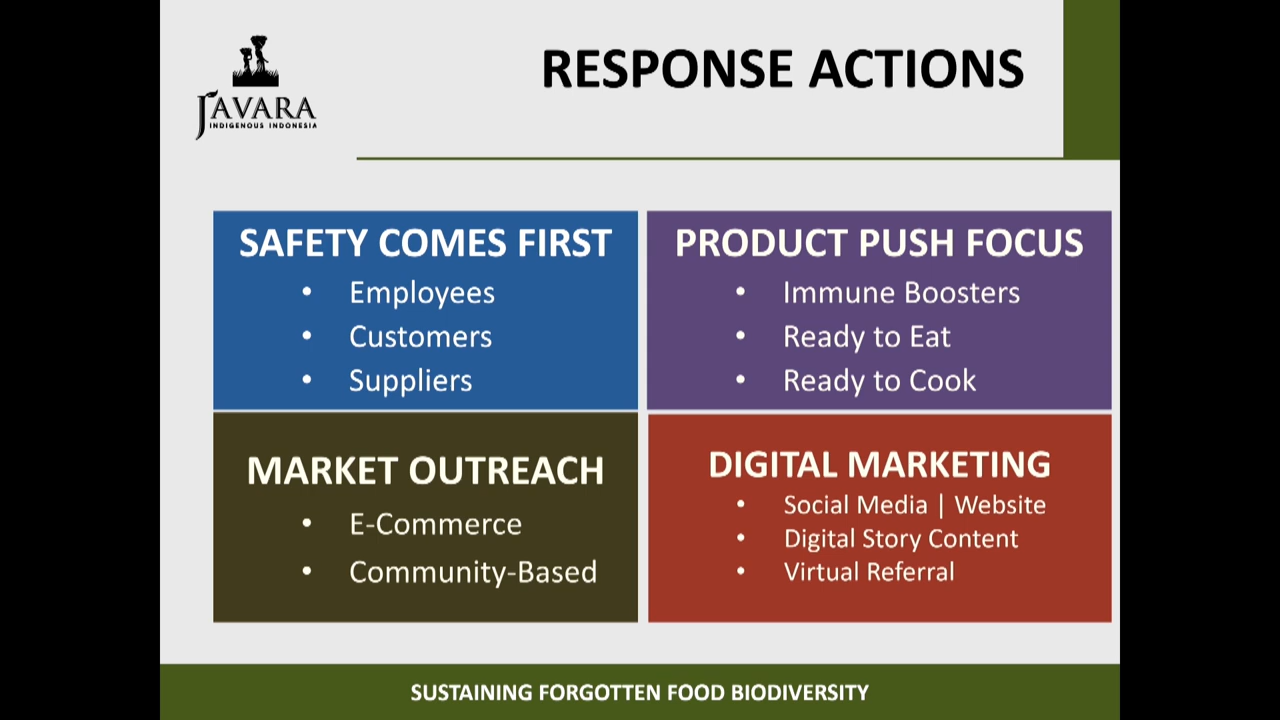 JAVARA
INDIGENOUS INDONESIA
RESPONSE ACTIONS
SAFETY COMES FIRST
• Employees
• Customers
• Suppliers
PRODUCT PUSH FOCUS
• Immune Boosters
• Ready to Eat
• Ready to Cook
MARKET OUTREACH
• E-Commerce
• Community-Based
DIGITAL MARKETING
• Social Media | Website
• Digital Story Content
• Virtual Referral
SUSTAINING FORGOTTEN FOOD BIODIVERSITY